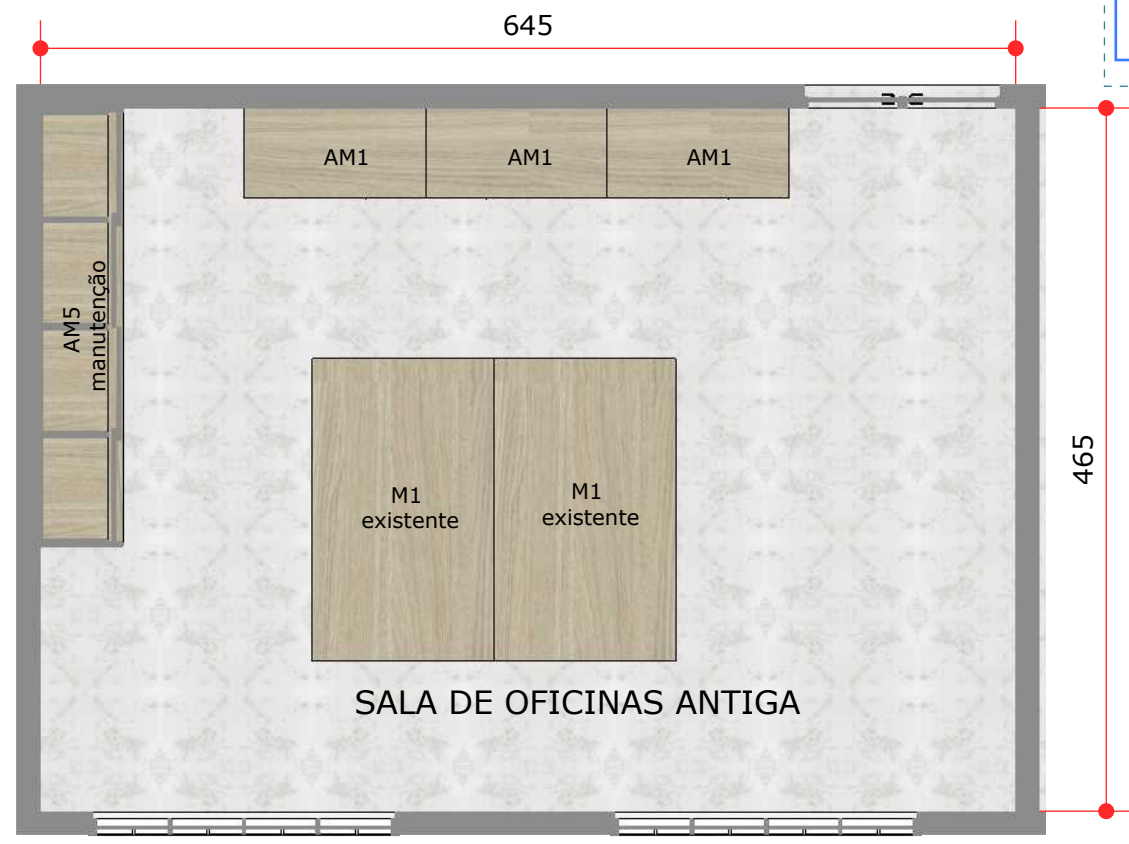 645
AM1
AM1
AM1
AM5
manutenção
465
M1
existente
M1
existente
SALA DE OFICINAS ANTIGA